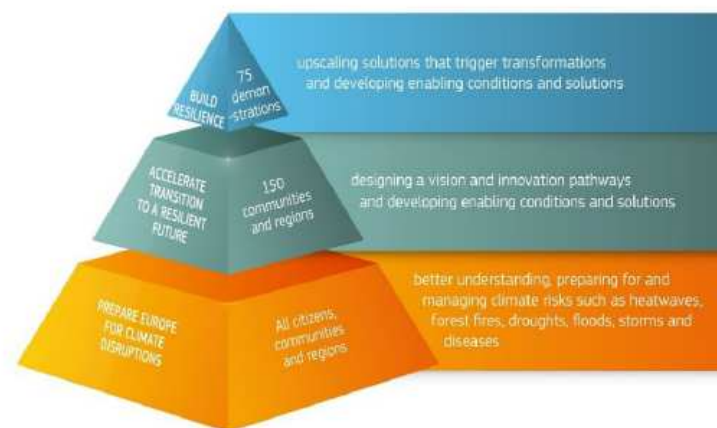 BUILD
RESILIENCE
75
demon
-strations
upscaling solutions that trigger transformations
and developing enabling conditions and solutions
ACCELERATE
TRANSITION
TO A RESILIENT
FUTURE
150
communities
and regions
designing a vision and innovation pathways
and developing enabling conditions and solutions
PREPARE EUROPE
FOR CLIMATE
DISRUPTIONS
All citizens,
communities
and regions
better understanding, preparing for and
managing climate risks such as heatwaves,
forest fires, droughts, floods, storms and
diseases